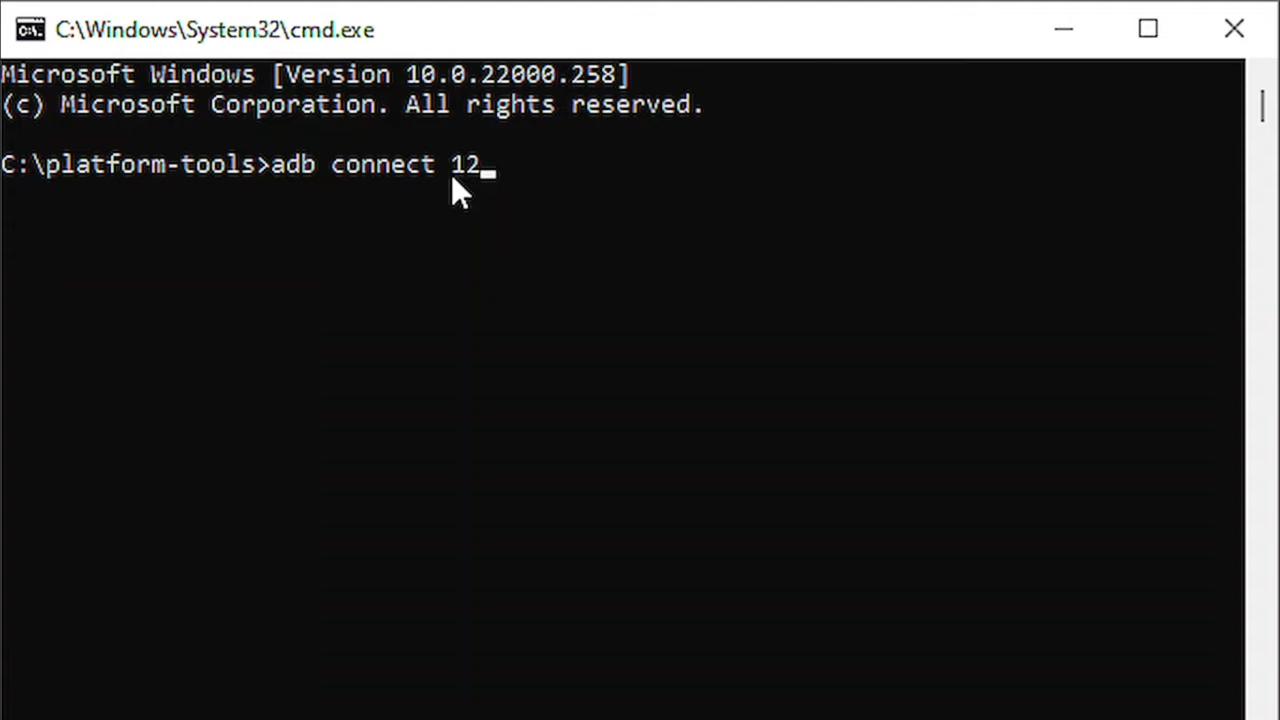 C:\Windows\System32\cmd.exe
Microsoft Windows [Version 10.0.22000.258]
(c) Microsoft Corporation. All rights reserved.
C:\platform-tools>adb connect 12